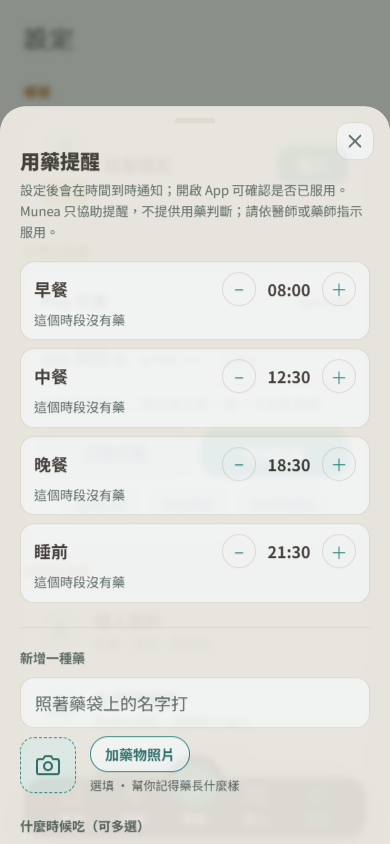 設定
用藥提醒
設定後會在時間到時通知；開啟 App 可確認是否已服用。
Munea 只協助提醒，不提供用藥判斷；請依醫師或藥師指示
服用。
早餐
− 08:00 +
這個時段沒有藥
中餐
− 12:30 +
這個時段沒有藥
晚餐
− 18:30 +
這個時段沒有藥
睡前
− 21:30 +
這個時段沒有藥
新增一種藥
照著藥袋上的名字打
加藥物照片
選填 · 幫你記得藥長什麼樣
什麼時候吃（可多選）